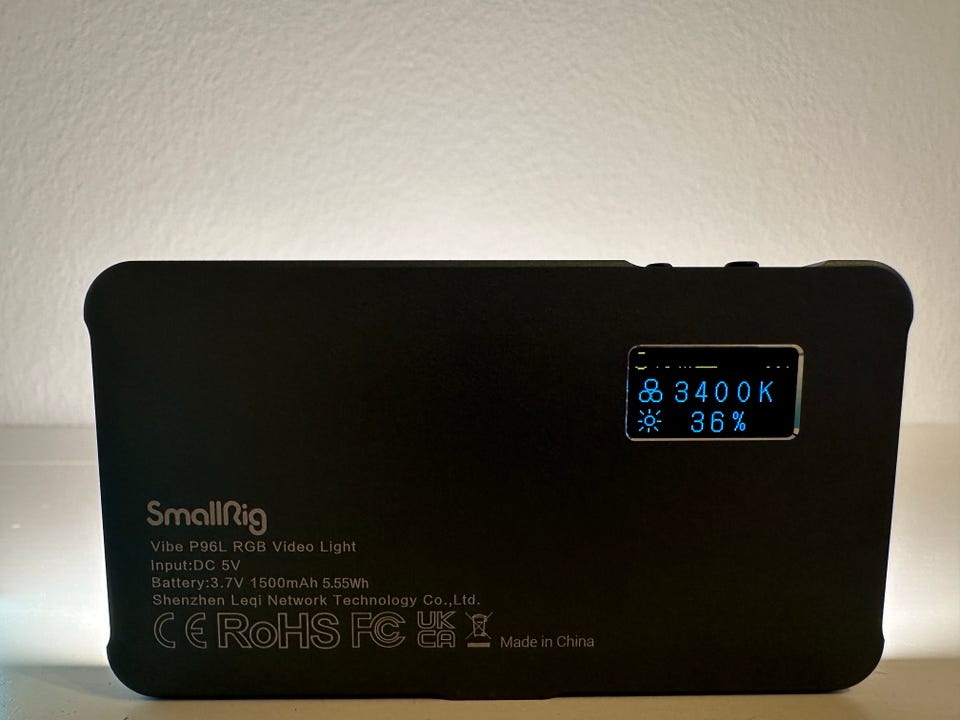 3400K
36%
SmallRig
Vibe P96L RGB Video Light
Input:DC 5V
Battery:3.7V 1500mAh 5.55Wh
Shenzhen Leqi Network Technology Co.,Ltd.
CE RoHS FC UK CA Made in China